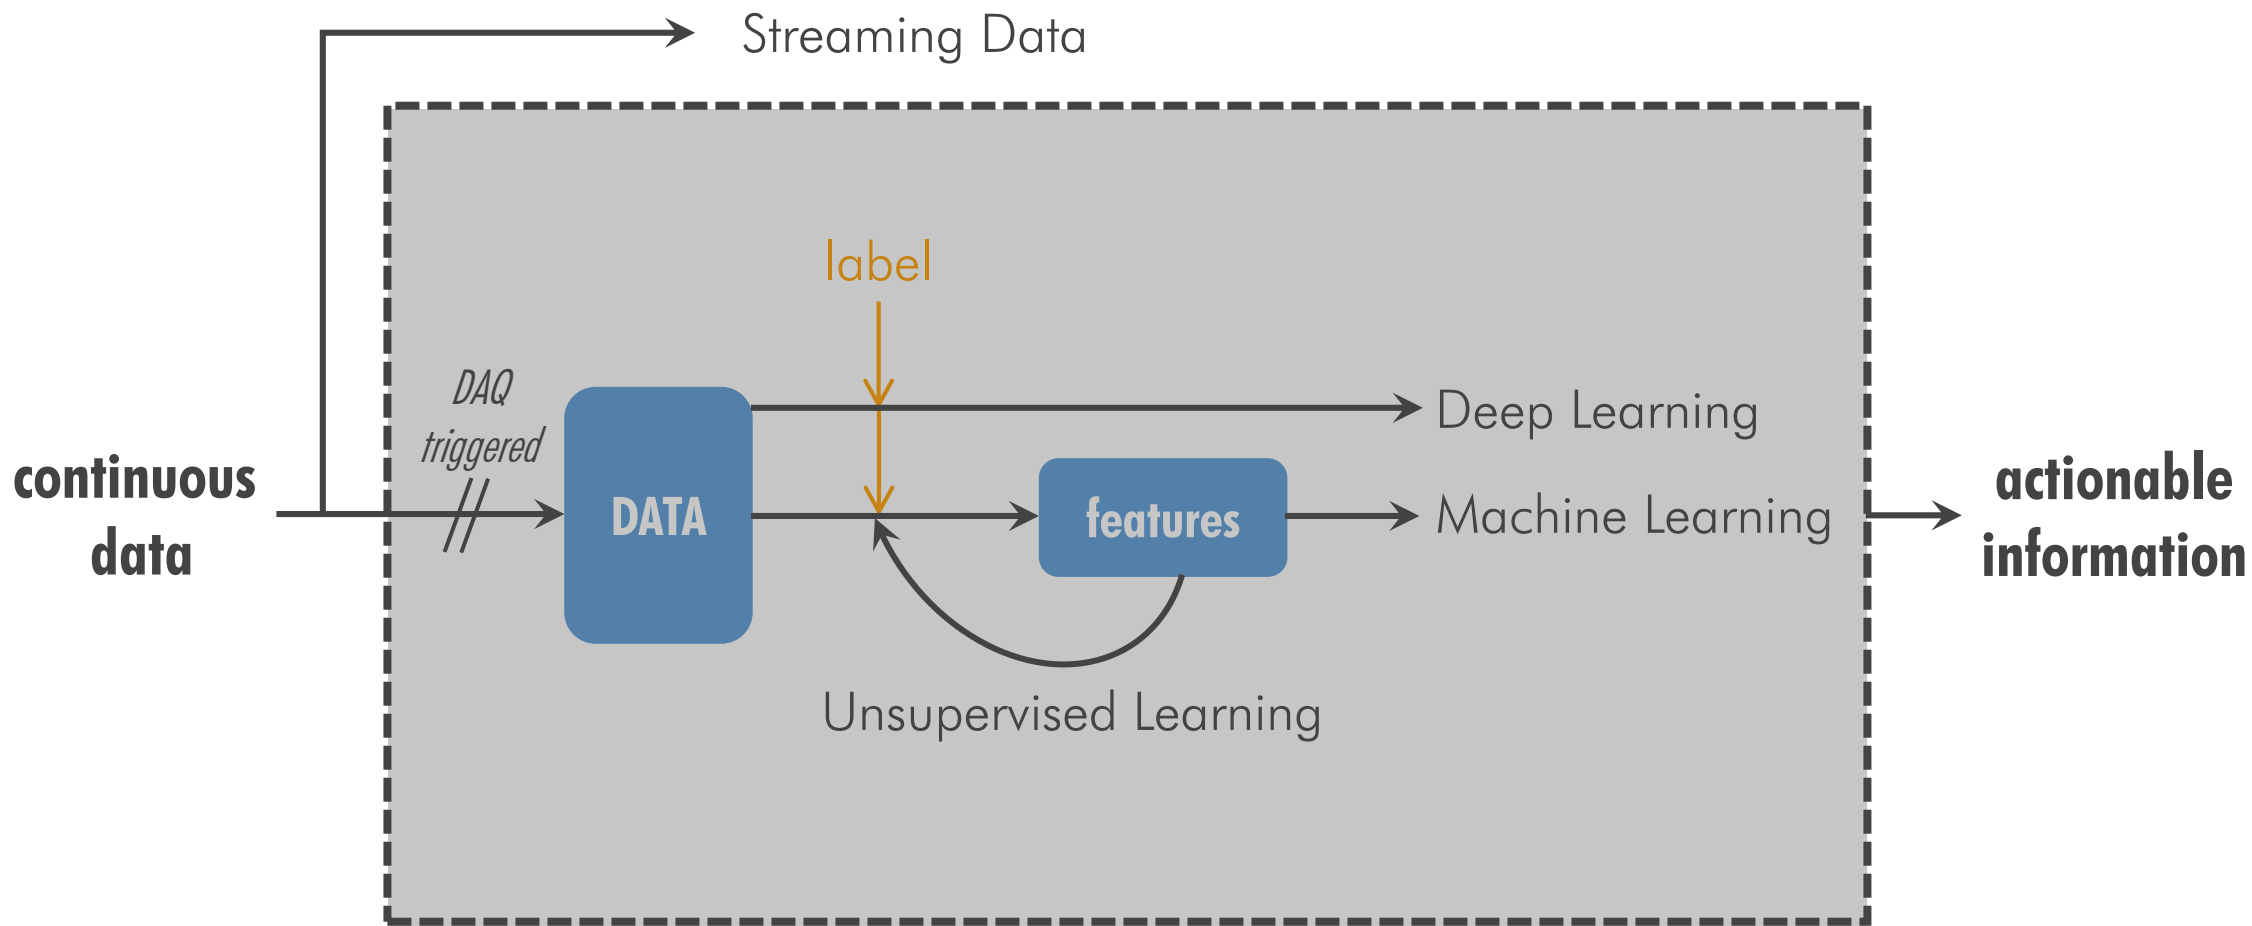 Streaming Data
label
DAQ
triggered
continuous
data
DATA
features
Deep Learning
Machine Learning
Unsupervised Learning
actionable
information